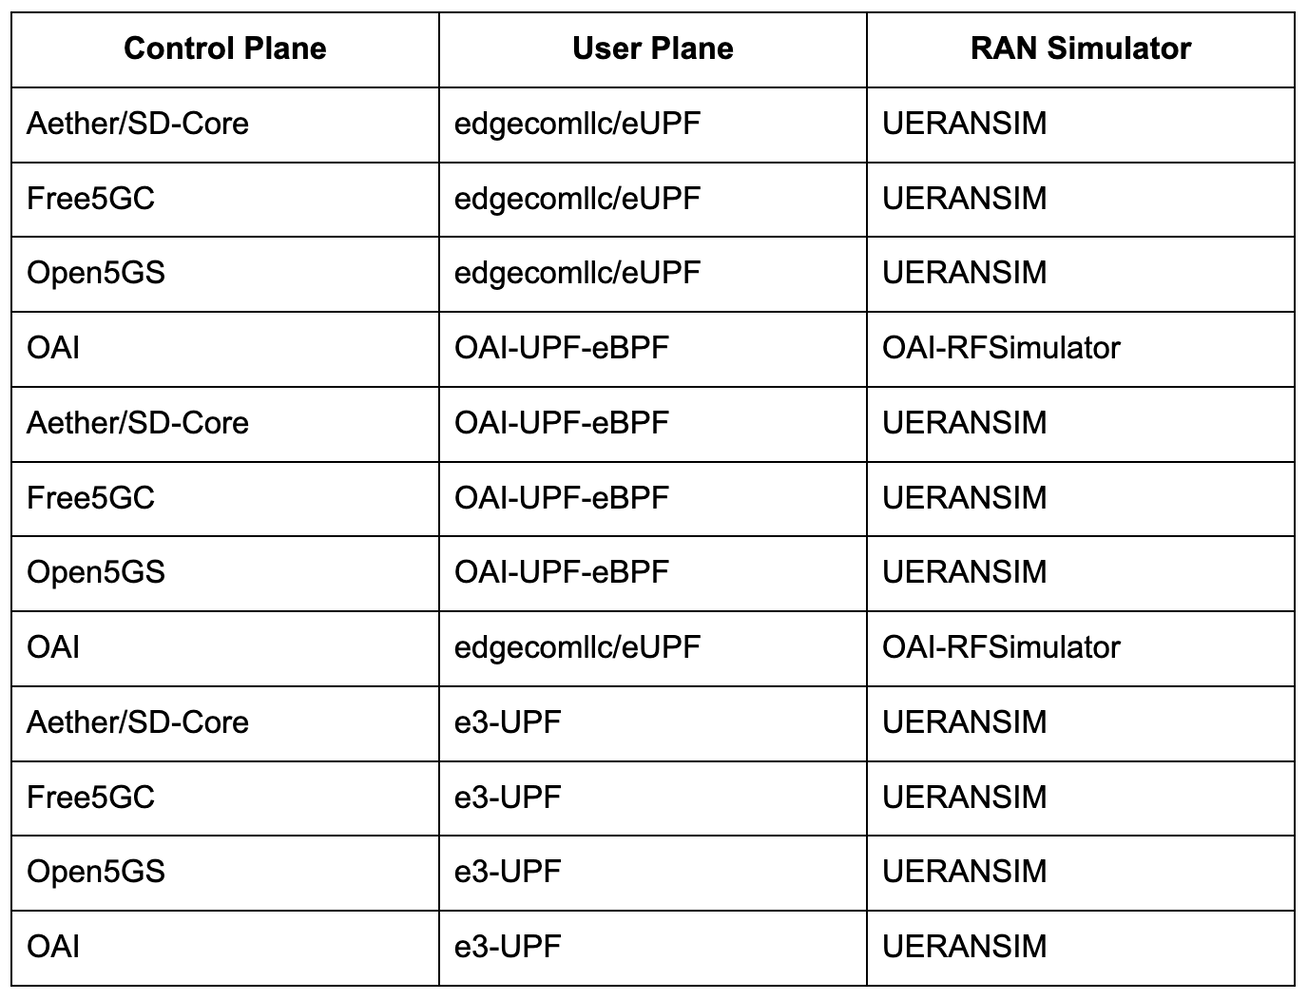 Control Plane User Plane RAN Simulator
Aether/SD-Core edgecomllc/eUPF UERANSIM
Free5GC edgecomllc/eUPF UERANSIM
Open5GS edgecomllc/eUPF UERANSIM
OAI OAI-UPF-eBPF OAI-RFSimulator
Aether/SD-Core OAI-UPF-eBPF UERANSIM
Free5GC OAI-UPF-eBPF UERANSIM
Open5GS OAI-UPF-eBPF UERANSIM
OAI edgecomllc/eUPF OAI-RFSimulator
Aether/SD-Core e3-UPF UERANSIM
Free5GC e3-UPF UERANSIM
Open5GS e3-UPF UERANSIM
OAI e3-UPF UERANSIM